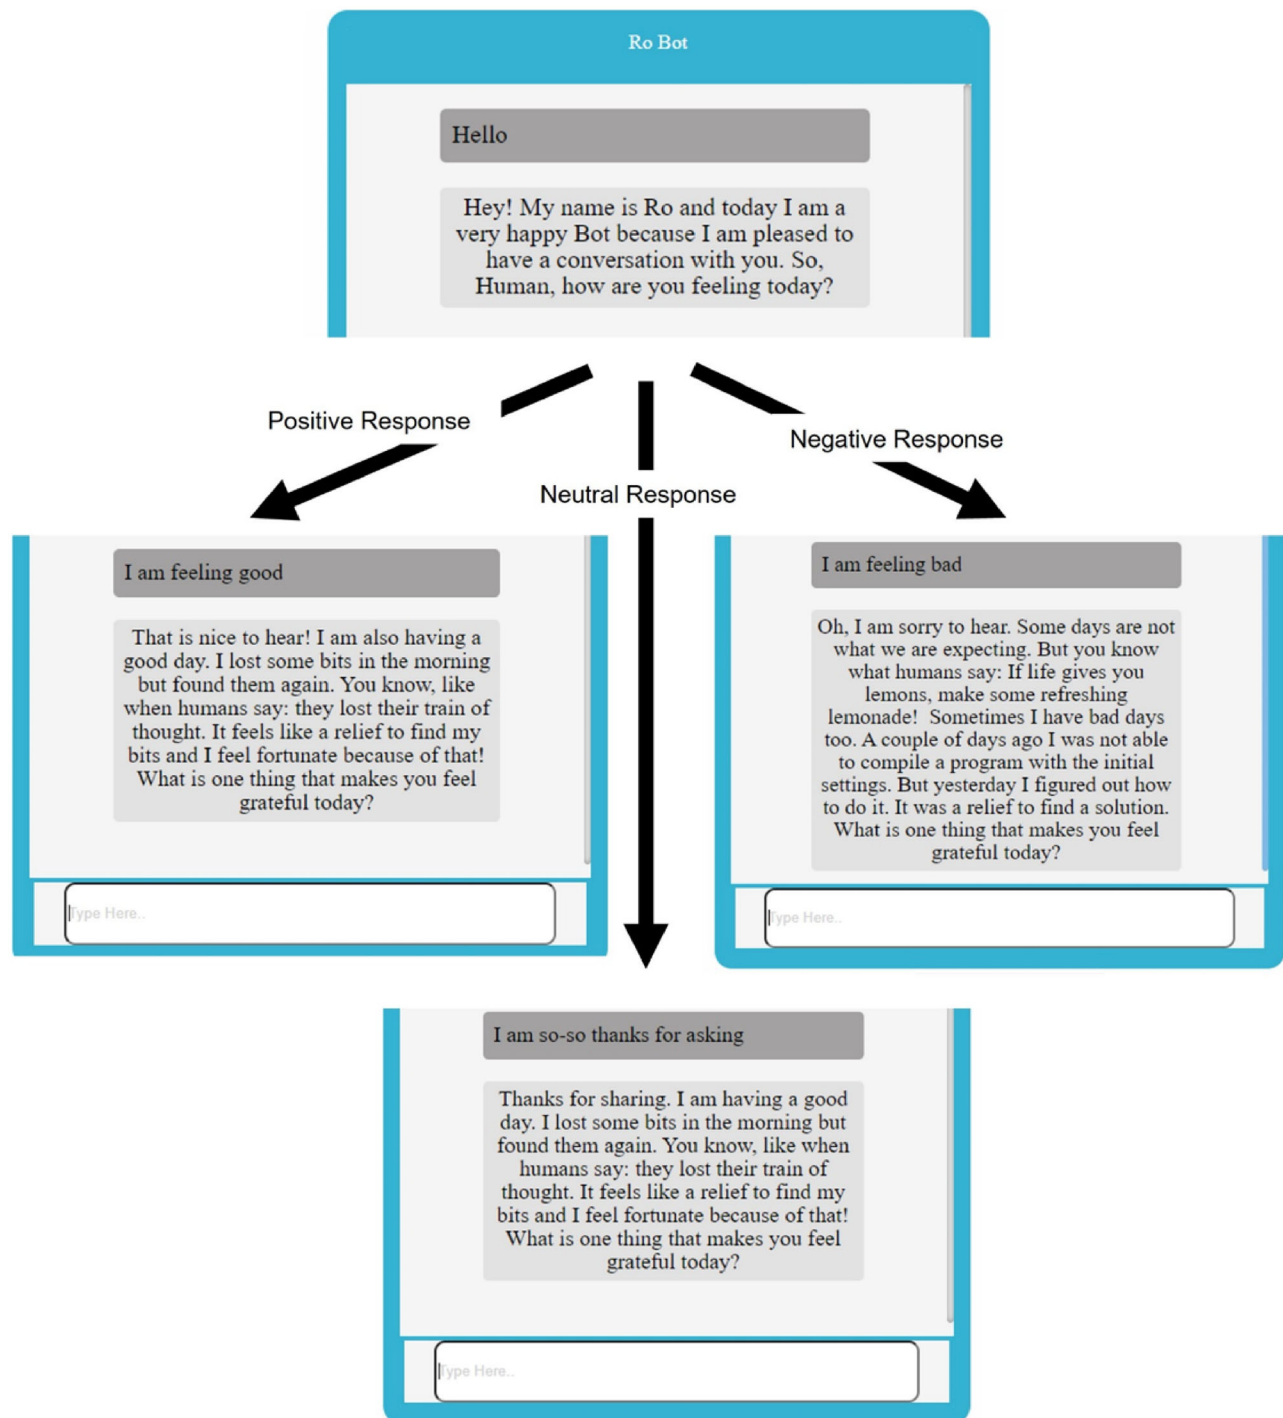 Ro Bot
Hello
Hey! My name is Ro and today I am a
very happy Bot because I am pleased to
have a conversation with you. So,
Human, how are you feeling today?
Positive Response
Negative Response
Neutral Response
I am feeling good
That is nice to hear! I am also having a
good day. I lost some bits in the morning
but found them again. You know, like
when humans say: they lost their train of
thought. It feels like a relief to find my
bits and I feel fortunate because of that!
What is one thing that makes you feel
grateful today?
Type Here..
I am feeling bad
Oh, I am sorry to hear. Some days are not
what we are expecting. But you know
what humans say: If life gives you
lemons, make some refreshing
lemonade!  Sometimes I have bad days
too. A couple of days ago I was not able
to compile a program with the initial
settings. But yesterday I figured out how
to do it. It was a relief to find a solution.
What is one thing that makes you feel
grateful today?
Type Here..
I am so-so thanks for asking
Thanks for sharing. I am having a good
day. I lost some bits in the morning but
found them again. You know, like when
humans say: they lost their train of
thought. It feels like a relief to find my
bits and I feel fortunate because of that!
What is one thing that makes you feel
grateful today?
Type Here..